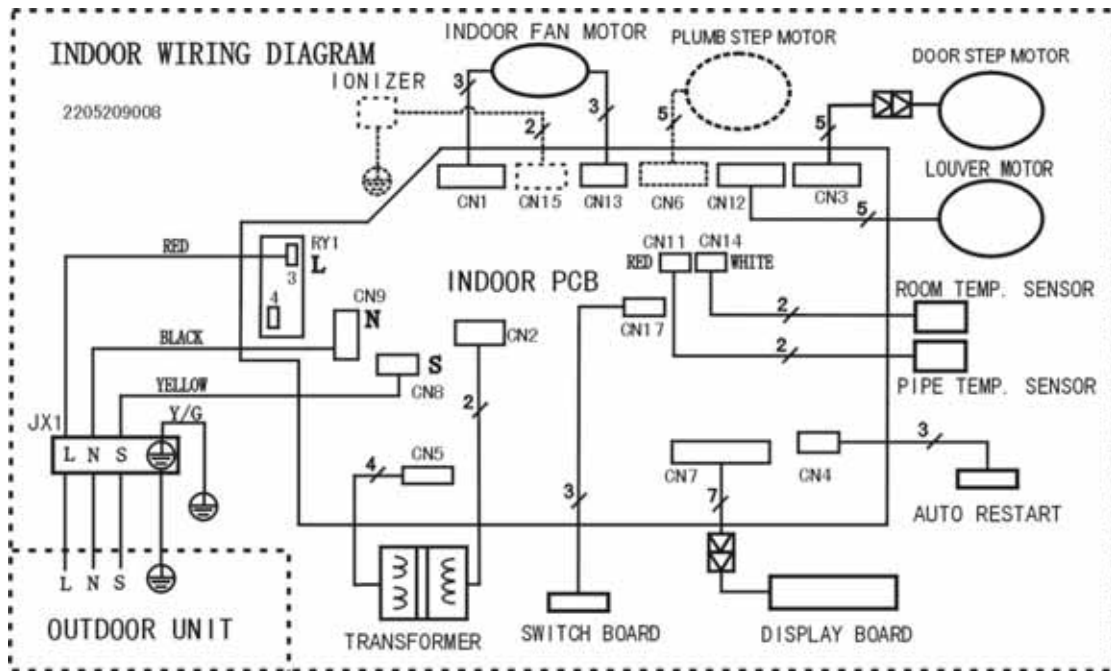 INDOOR WIRING DIAGRAM
2205209008
IONIZER
INDOOR FAN MOTOR
PLUMB STEP MOTOR
DOOR STEP MOTOR
3
3
2
5
5
CN1
CN15
CN13
CN6
CN12
CN3
LOUVER MOTOR
5
RED
RY1
3
L
4
CN9
N
INDOOR PCB
CN11
CN14
RED
WHITE
CN17
2
ROOM TEMP. SENSOR
2
PIPE TEMP. SENSOR
BLACK
CN2
S
CN8
YELLOW
2
Y/G
JX1
L N S
CN5
4
3
CN7
7
CN4
3
AUTO RESTART
L N S
OUTDOOR UNIT
TRANSFORMER
SWITCH BOARD
DISPLAY BOARD